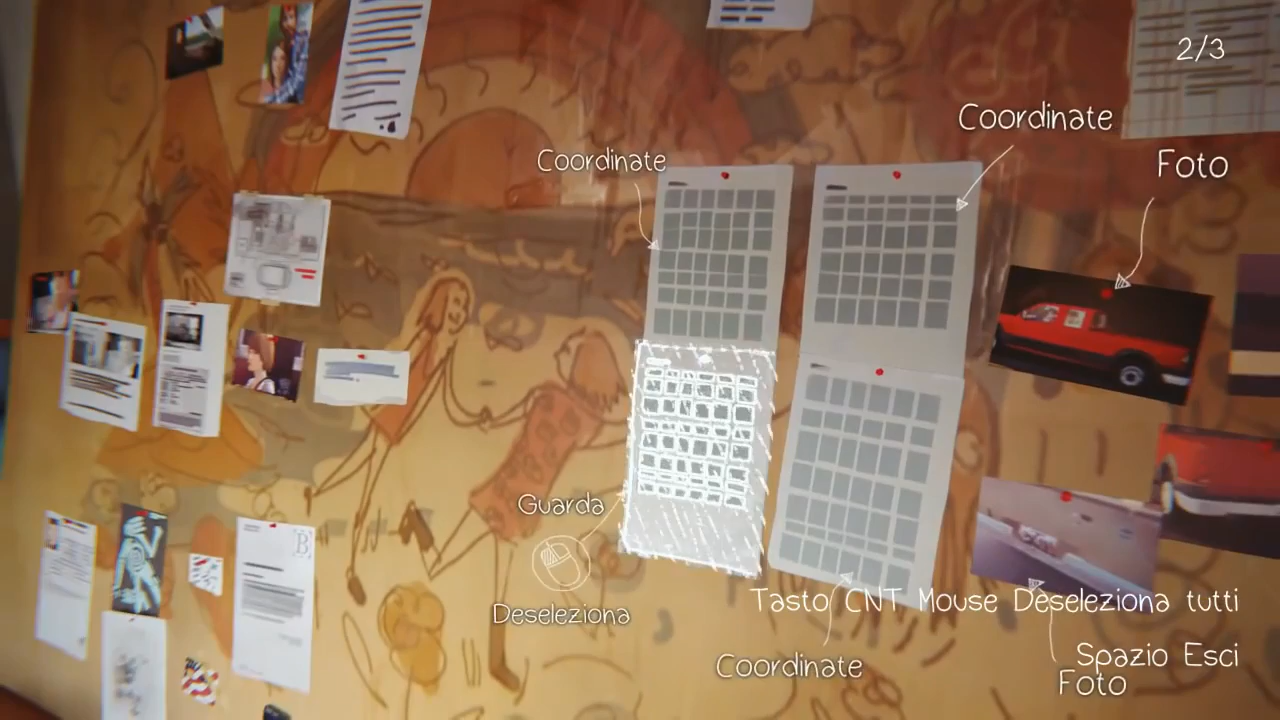 2/3
Coordinate
Coordinate
Foto
Guarda
Deseleziona
Tasto CNT Mouse Deseleziona tutti
Coordinate
Spazio Esci
Foto
B